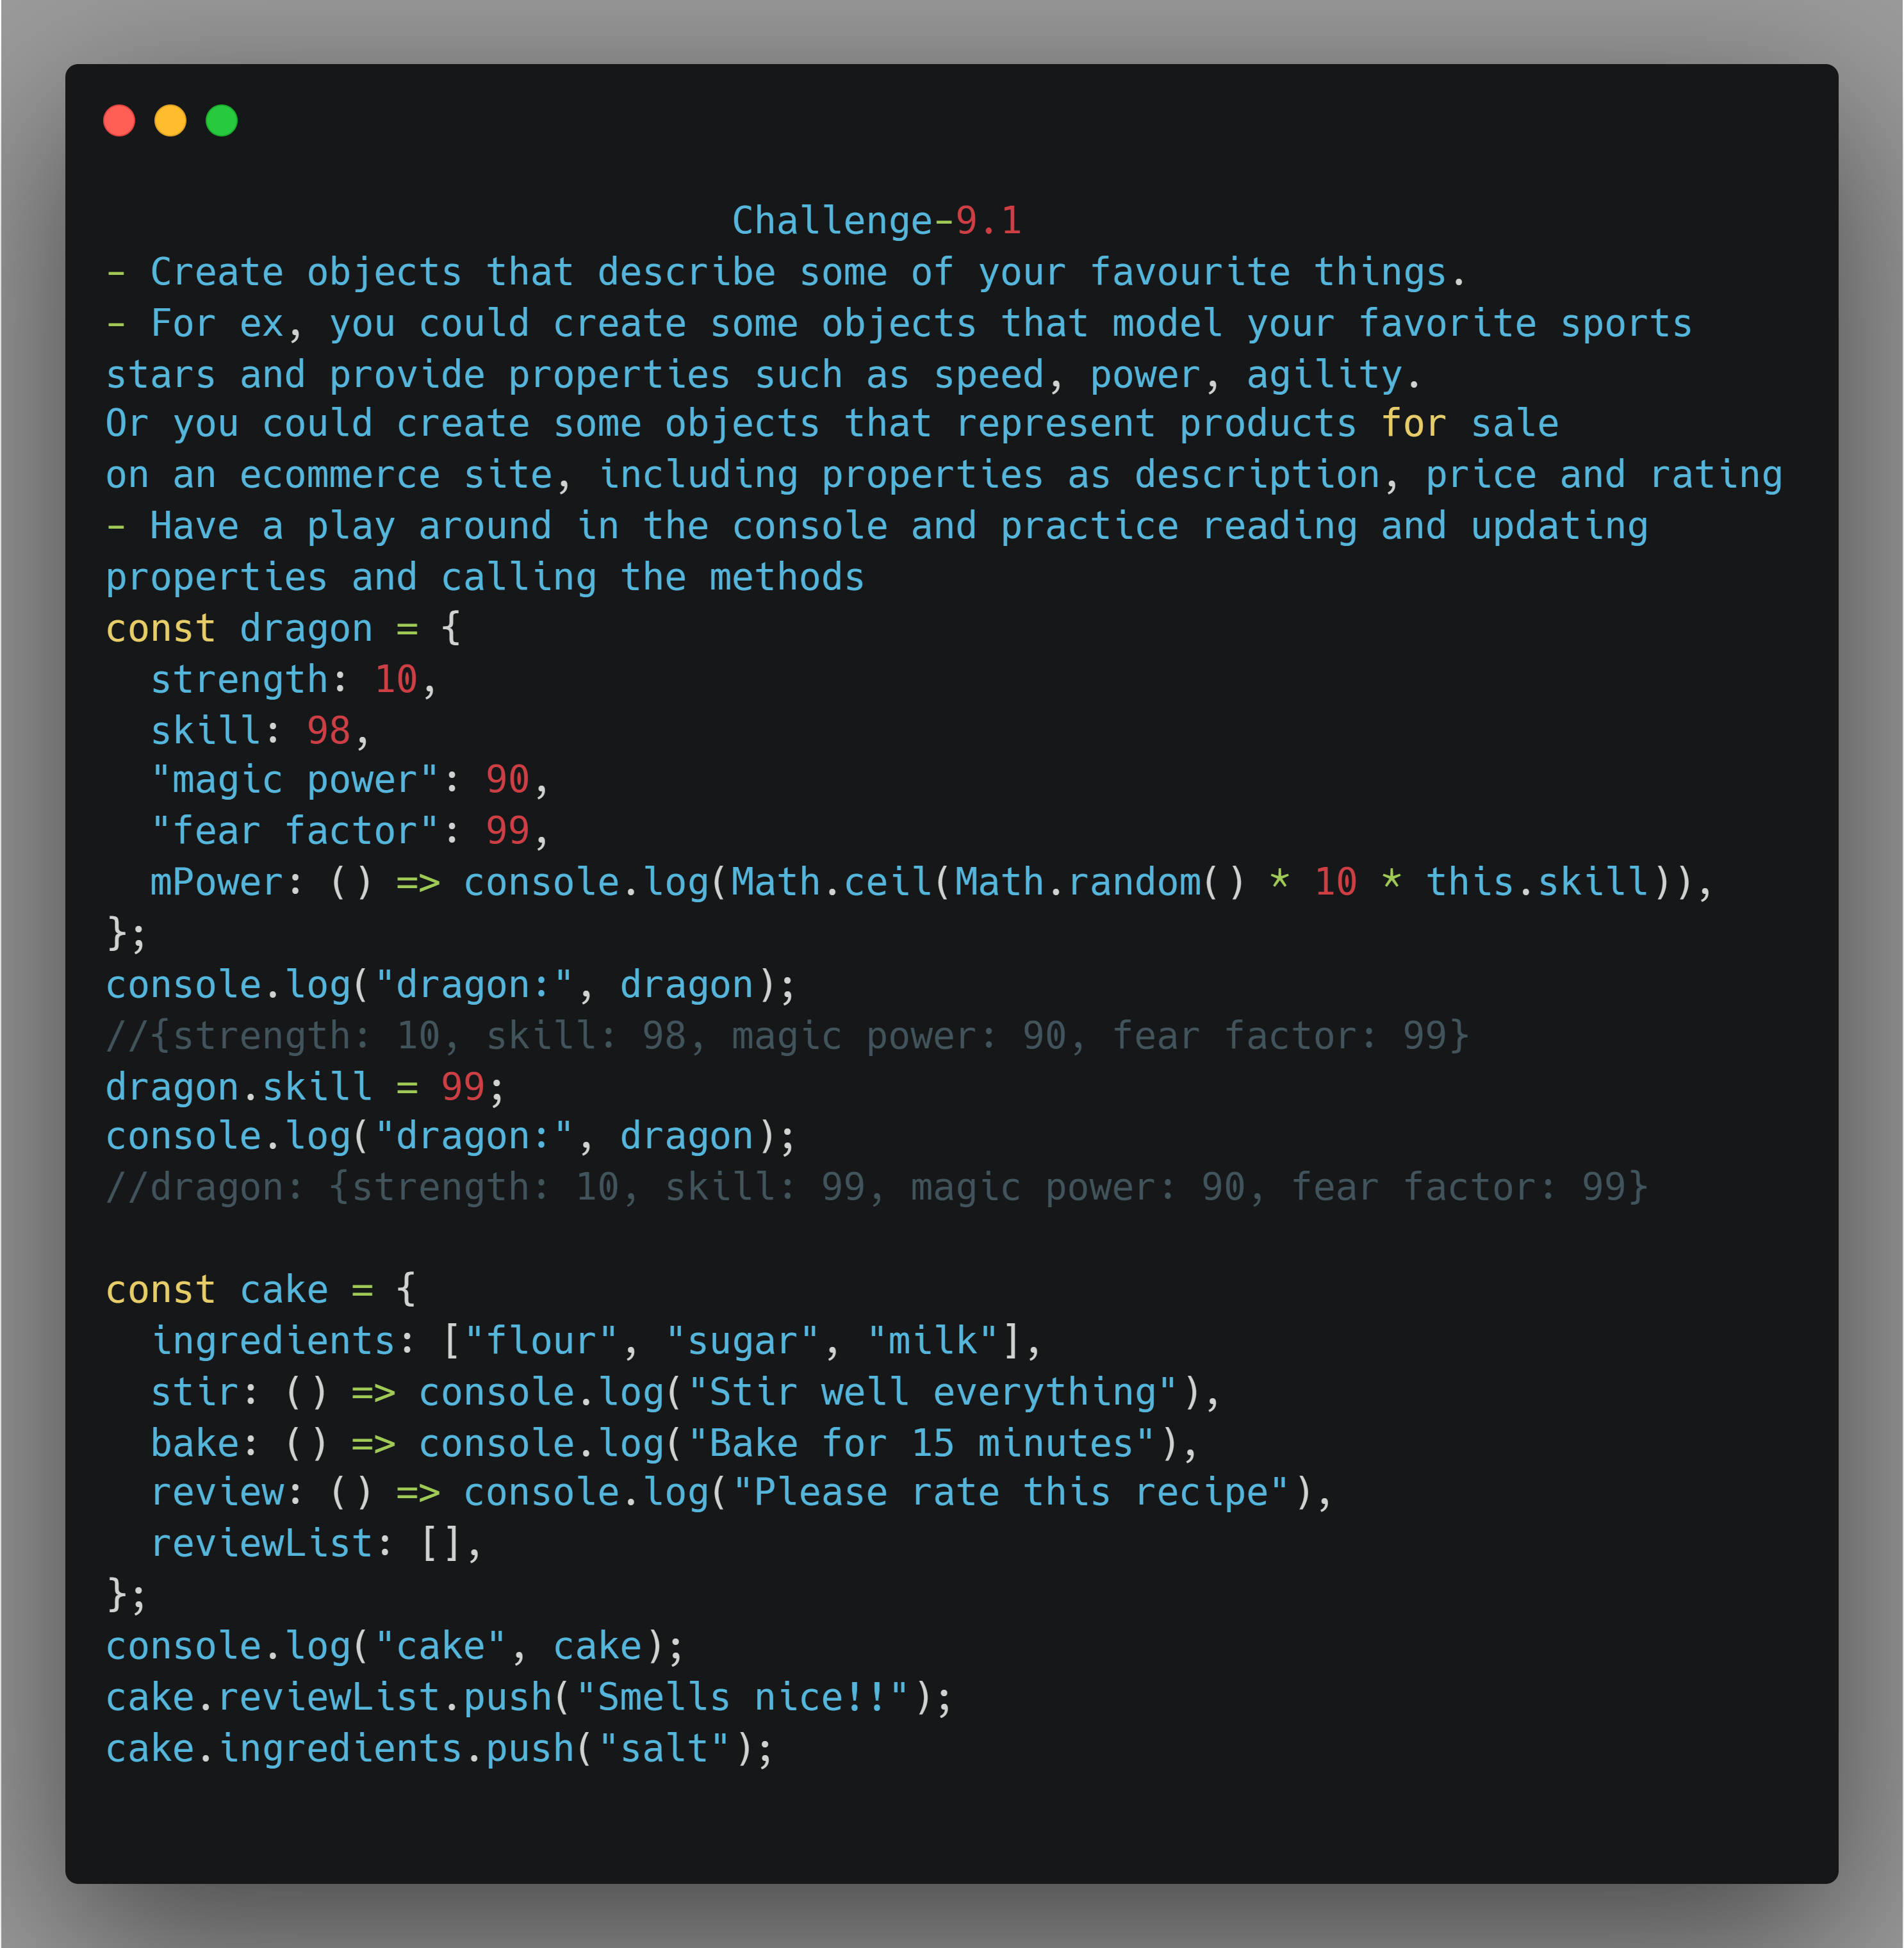 Challenge-9.1
- Create objects that describe some of your favourite things.
- For ex, you could create some objects that model your favorite sports
stars and provide properties such as speed, power, agility.
Or you could create some objects that represent products for sale
on an ecommerce site, including properties as description, price and rating
- Have a play around in the console and practice reading and updating
properties and calling the methods
const dragon = {
  strength: 10,
  skill: 98,
  "magic power": 90,
  "fear factor": 99,
  mPower: () => console.log(Math.ceil(Math.random() * 10 * this.skill)),
};
console.log("dragon:", dragon);
//{strength: 10, skill: 98, magic power: 90, fear factor: 99}
dragon.skill = 99;
console.log("dragon:", dragon);
//dragon: {strength: 10, skill: 99, magic power: 90, fear factor: 99}
const cake = {
  ingredients: ["flour", "sugar", "milk"],
  stir: () => console.log("Stir well everything"),
  bake: () => console.log("Bake for 15 minutes"),
  review: () => console.log("Please rate this recipe"),
  reviewList: [],
};
console.log("cake", cake);
cake.reviewList.push("Smells nice!!");
cake.ingredients.push("salt");